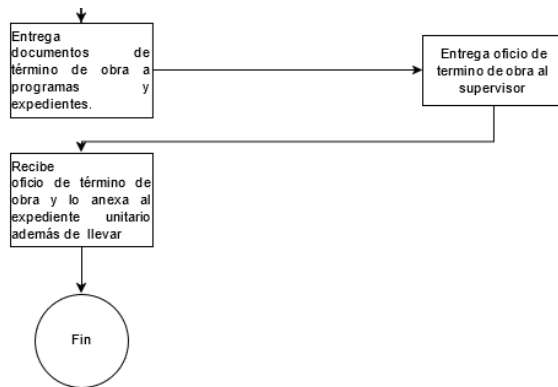 Entrega
documentos de
término de obra a
programas y
expedientes.
Entrega oficio de
termino de obra al
supervisor
Recibe
oficio de término de
obra y lo anexa al
expediente unitario
además de llevar
Fin